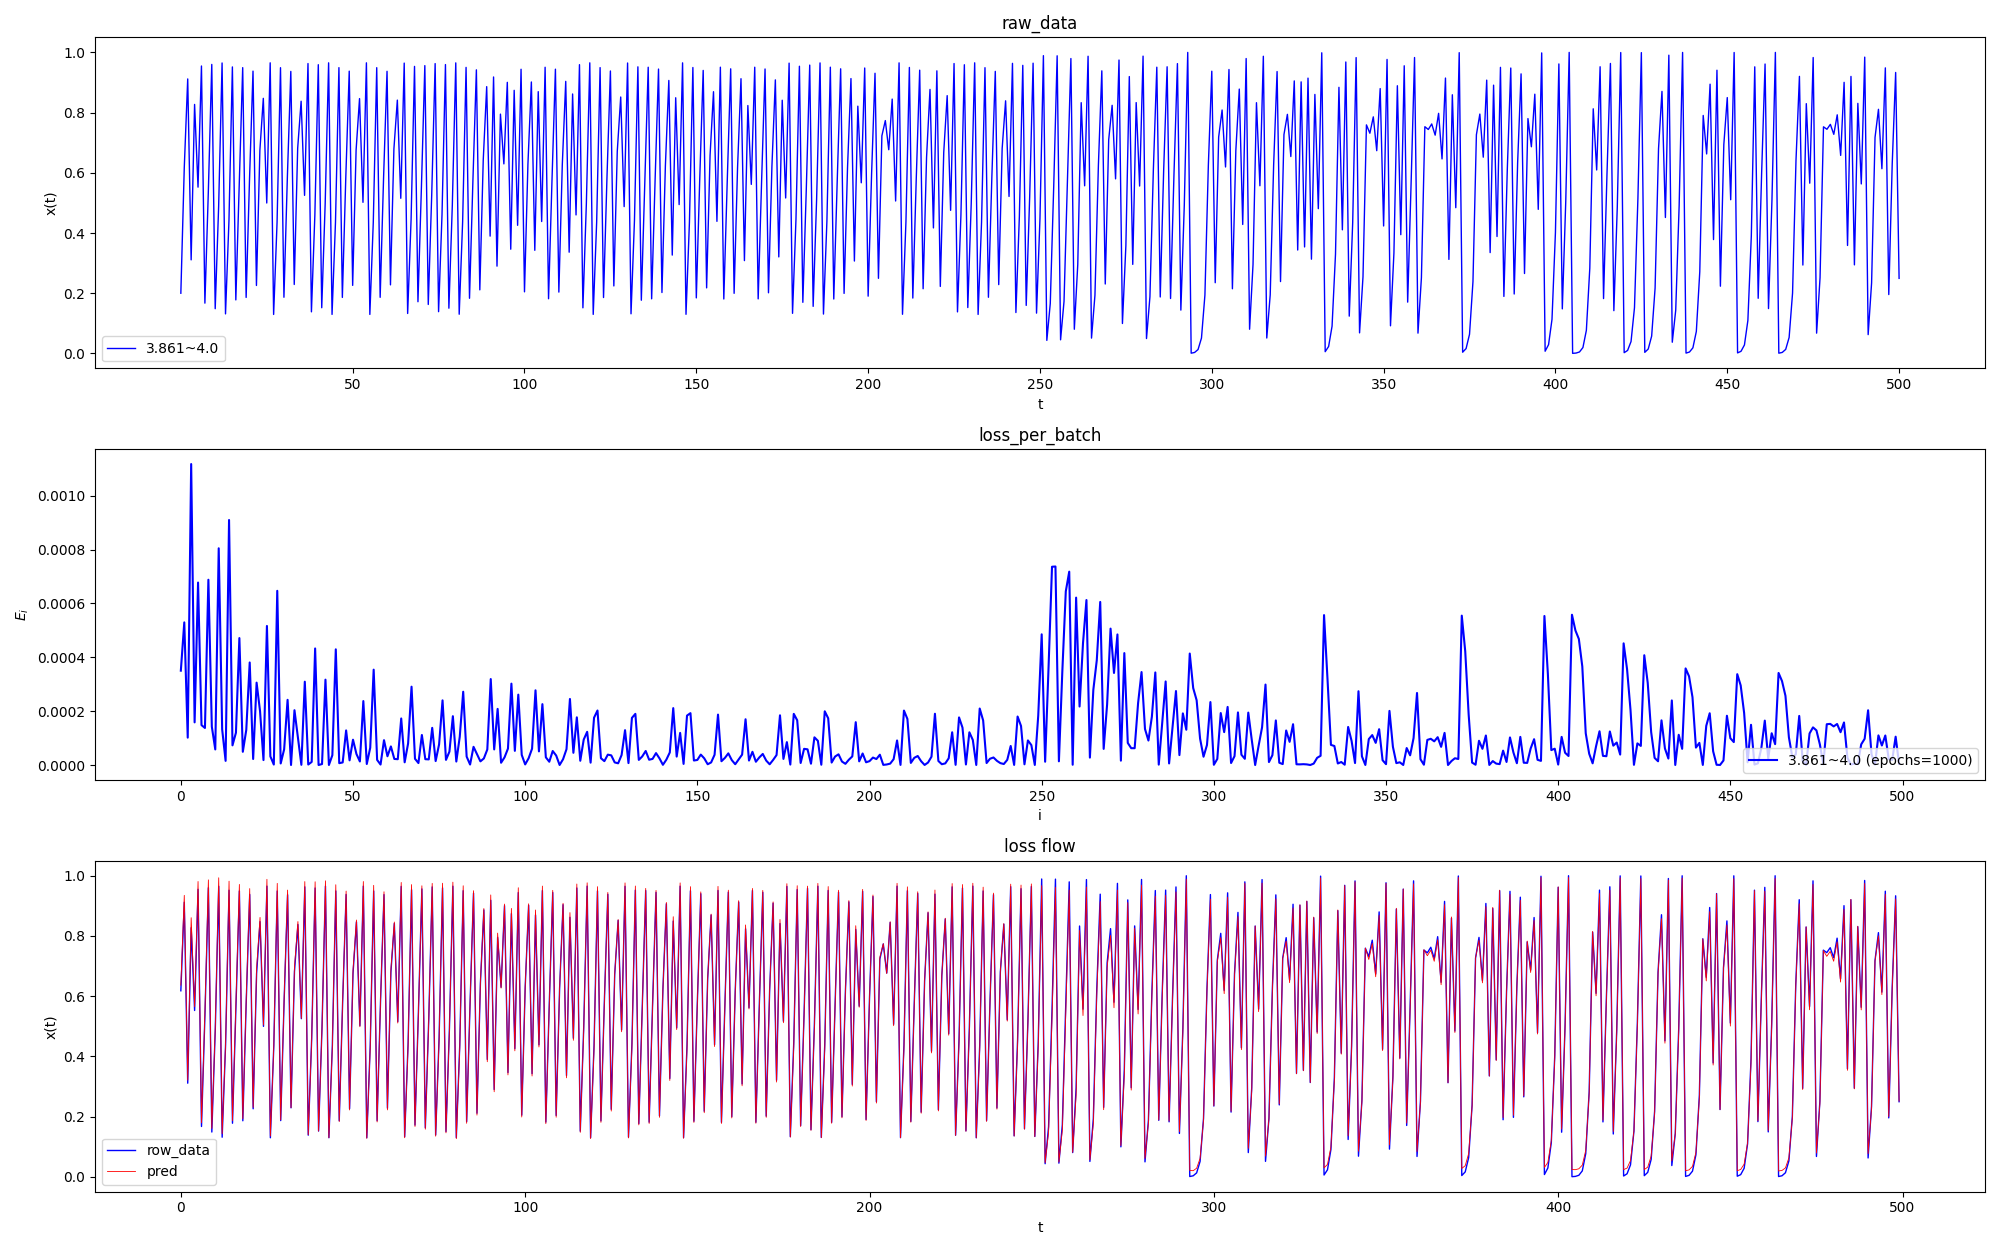 raw_data
1.0
0.8
0.6
0.4
0.2
0.0
x(t)
3.861~4.0
50 100 150 200 250 300 350 400 450 500
t
loss_per_batch
0.0010
0.0008
0.0006
0.0004
0.0002
0.0000
E_i
3.861~4.0 (epochs=1000)
0 50 100 150 200 250 300 350 400 450 500
i
loss flow
1.0
0.8
0.6
0.4
0.2
0.0
x(t)
row_data
pred
0 100 200 300 400 500
t